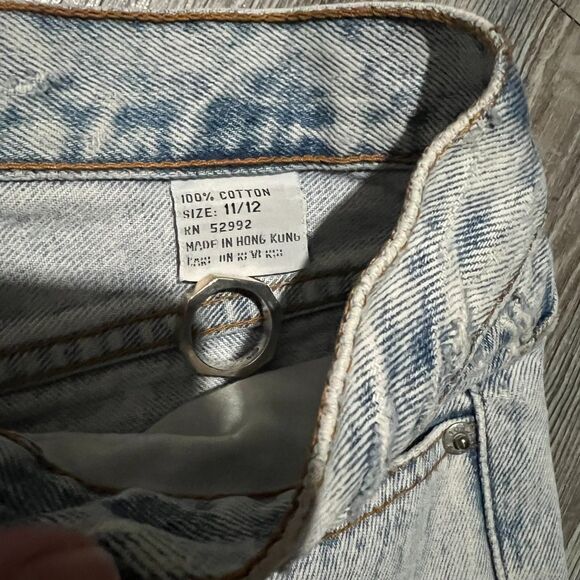 100% COTTON
SIZE: 11/12
RN 52992
MADE IN HONG KONG